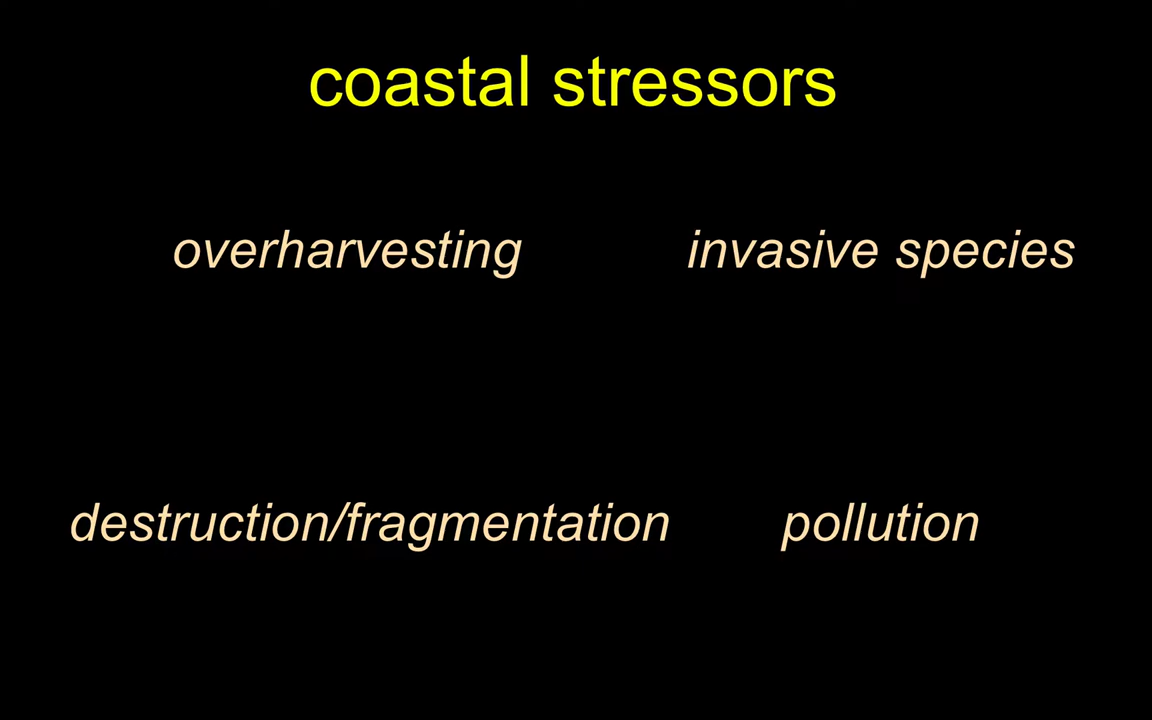 coastal stressors
overharvesting invasive species
destruction/fragmentation pollution